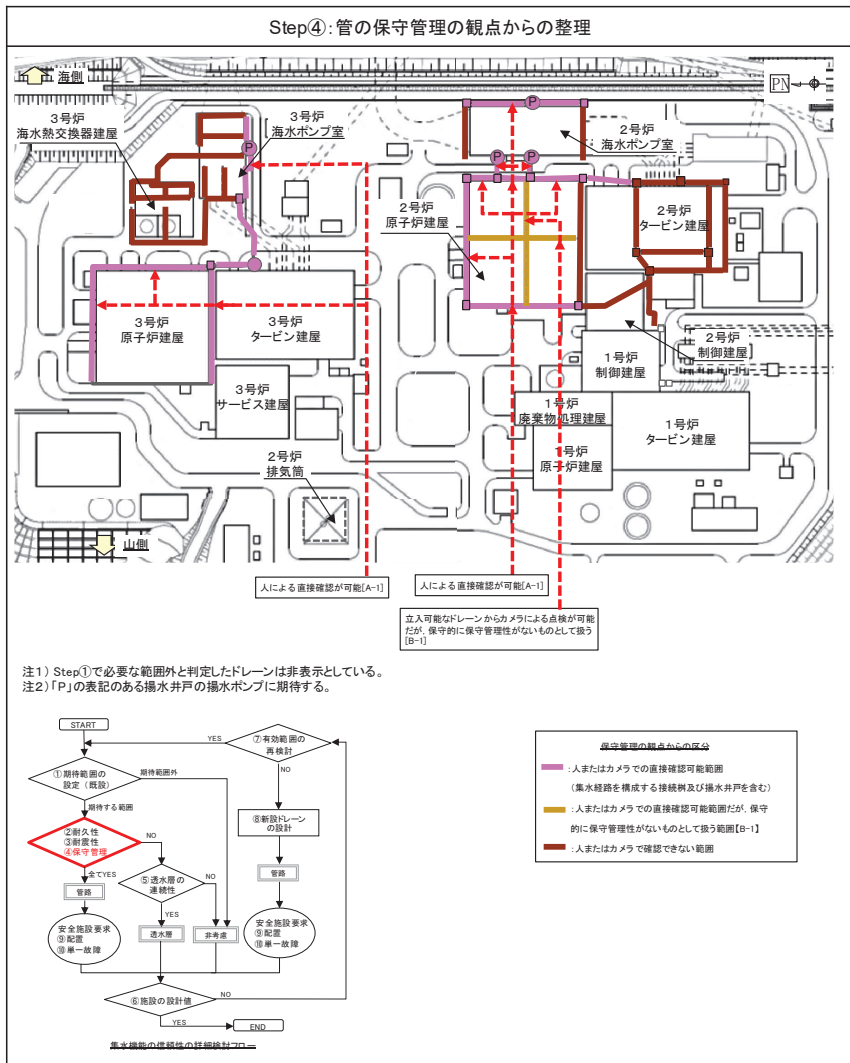 Step④:管の保守管理の観点からの整理
海側
PN
3号炉
海水熱交換器建屋
3号炉
海水ポンプ室
P
P
2号炉
海水ポンプ室
P
P
2号炉
原子炉建屋
2号炉
タービン建屋
3号炉
原子炉建屋
3号炉
タービン建屋
2号炉
制御建屋
1号炉
制御建屋
3号炉
サービス建屋
1号炉
廃棄物処理建屋
1号炉
タービン建屋
1号炉
原子炉建屋
2号炉
排気筒
山側
人による直接確認が可能[A-1]
人による直接確認が可能[A-1]
立入可能なドレーンからカメラによる点検が可能
だが，保守的に保守管理性がないものとして扱う
[B-1]
注1) Step①で必要な範囲外と判定したドレーンは非表示としている。
注2)「P」の表記のある揚水井戸の揚水ポンプに期待する。
START
YES
⑦有効範囲の
再検討
①期待範囲の
設定(既設)
期待範囲外
NO
期待する範囲
⑧新設ドレーン
の設計
②耐久性
③耐震性
④保守管理
NO
全てYES
⑤透水層の
連続性
NO
管路
管路
YES
安全施設要求
⑨配置
⑩単一故障
透水層
非考慮
安全施設要求
⑨配置
⑩単一故障
⑥施設の設計値
NO
YES
END
集水機能の信頼性の詳細検討フロー
保守管理の観点からの区分
:人またはカメラでの直接確認可能範囲
(集水経路を構成する接続桝及び揚水井戸を含む)
:人またはカメラでの直接確認可能範囲だが，保守
的に保守管理性がないものとして扱う範囲【B-1】
:人またはカメラで確認できない範囲